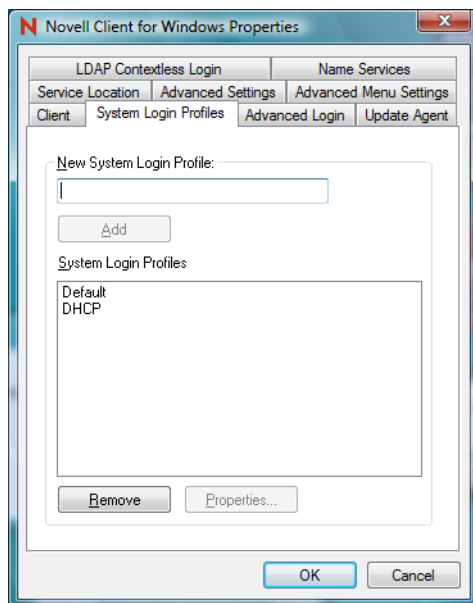 Novell Client for Windows Properties
LDAP Contextless Login Name Services
Service Location Advanced Settings Advanced Menu Settings
Client System Login Profiles Advanced Login Update Agent
New System Login Profile:
Add
System Login Profiles
Default
DHCP
Remove Properties...
OK Cancel